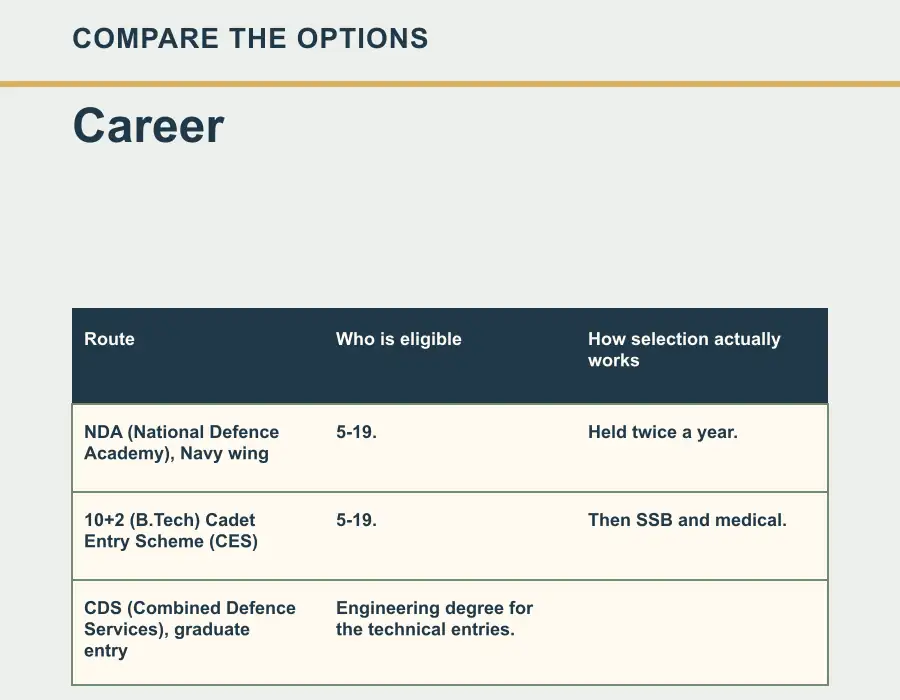 COMPARE THE OPTIONS
Career
Route
Who is eligible
How selection actually
works
NDA (National Defence
Academy), Navy wing
5-19.
Held twice a year.
10+2 (B.Tech) Cadet
Entry Scheme (CES)
5-19.
Then SSB and medical.
CDS (Combined Defence
Services), graduate
entry
Engineering degree for
the technical entries.